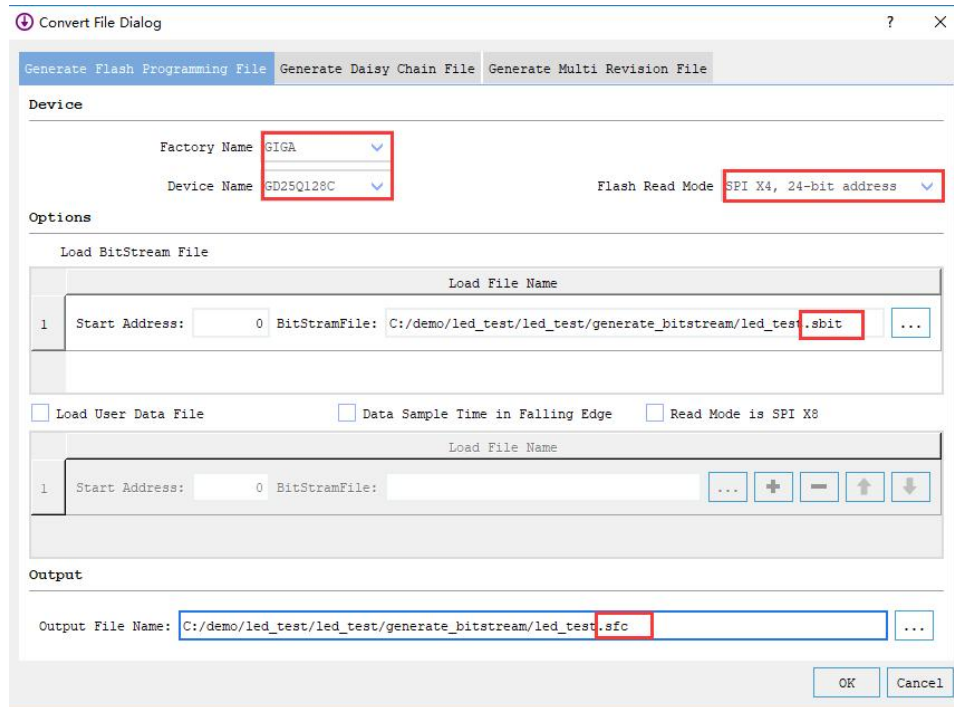 Convert File Dialog ? ×
Generate Flash Programming File Generate Daisy Chain File Generate Multi Revision File
Device
Factory Name GIGA
Device Name GD25Q128C Flash Read Mode SPI X4, 24-bit address
Options
Load BitStream File
Load File Name
1 Start Address: 0 BitStramFile: C:/demo/led_test/led_test/generate_bitstream/led_test.sbit ...
Load User Data File Data Sample Time in Falling Edge Read Mode is SPI X8
Load File Name
1 Start Address: 0 BitStramFile: ...
Output
Output File Name: C:/demo/led_test/led_test/generate_bitstream/led_test.sfc ...
OK Cancel